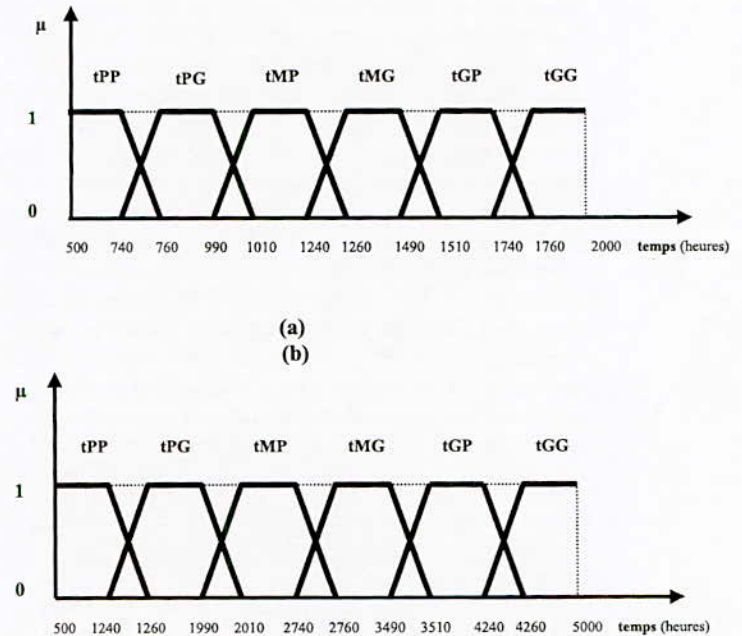 μ
tPP tPG tMP tMG tGP tGG
1
0
500 740 760 990 1010 1240 1260 1490 1510 1740 1760 2000 temps (heures)
(a)
(b)
μ
tPP tPG tMP tMG tGP tGG
1
0
500 1240 1260 1990 2010 2740 2760 3490 3510 4240 4260 5000 temps (heures)